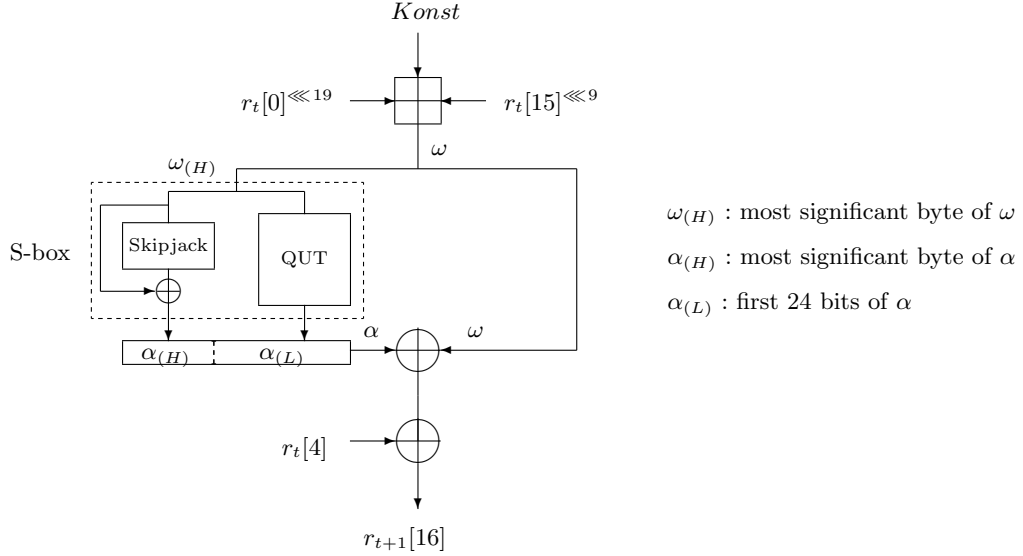 Konst
r_t[0]^{⋘19}
r_t[15]^{⋘9}
ω
ω_{(H)}
ω_{(H)} : most significant byte of ω
Skipjack
S-box
QUT
α_{(H)} : most significant byte of α
α_{(L)} : first 24 bits of α
α
ω
α_{(H)}
α_{(L)}
r_t[4]
r_{t+1}[16]